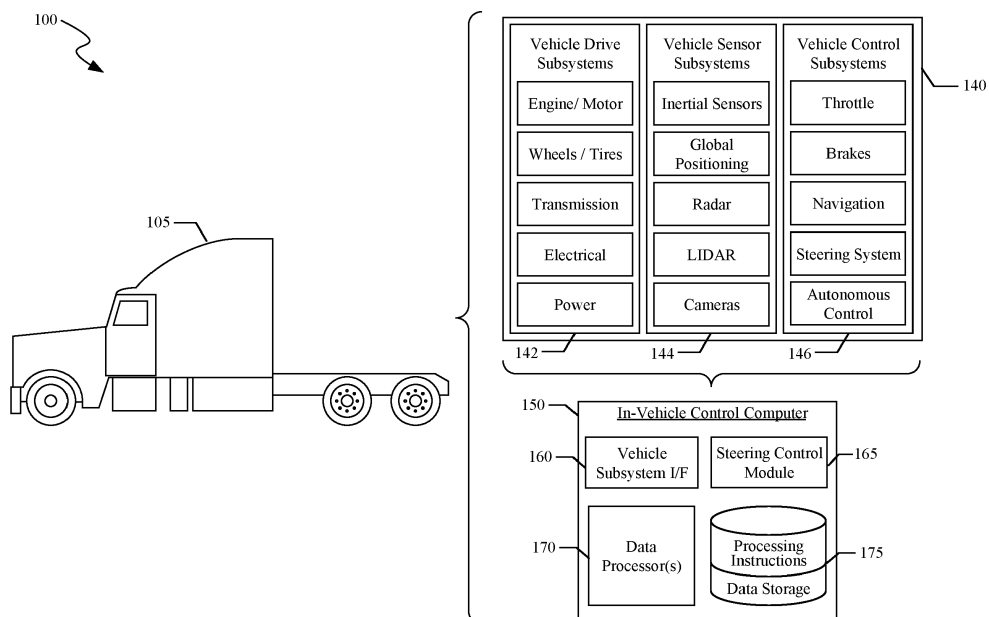 100
105
Vehicle Drive
Subsystems
Engine/ Motor
Wheels / Tires
Transmission
Electrical
Power
142
Vehicle Sensor
Subsystems
Inertial Sensors
Global
Positioning
Radar
LIDAR
Cameras
144
Vehicle Control
Subsystems
Throttle
Brakes
Navigation
Steering System
Autonomous
Control
146
140
150
In-Vehicle Control Computer
160
Vehicle
Subsystem I/F
Steering Control
Module
165
170
Data
Processor(s)
Processing
Instructions
Data Storage
175